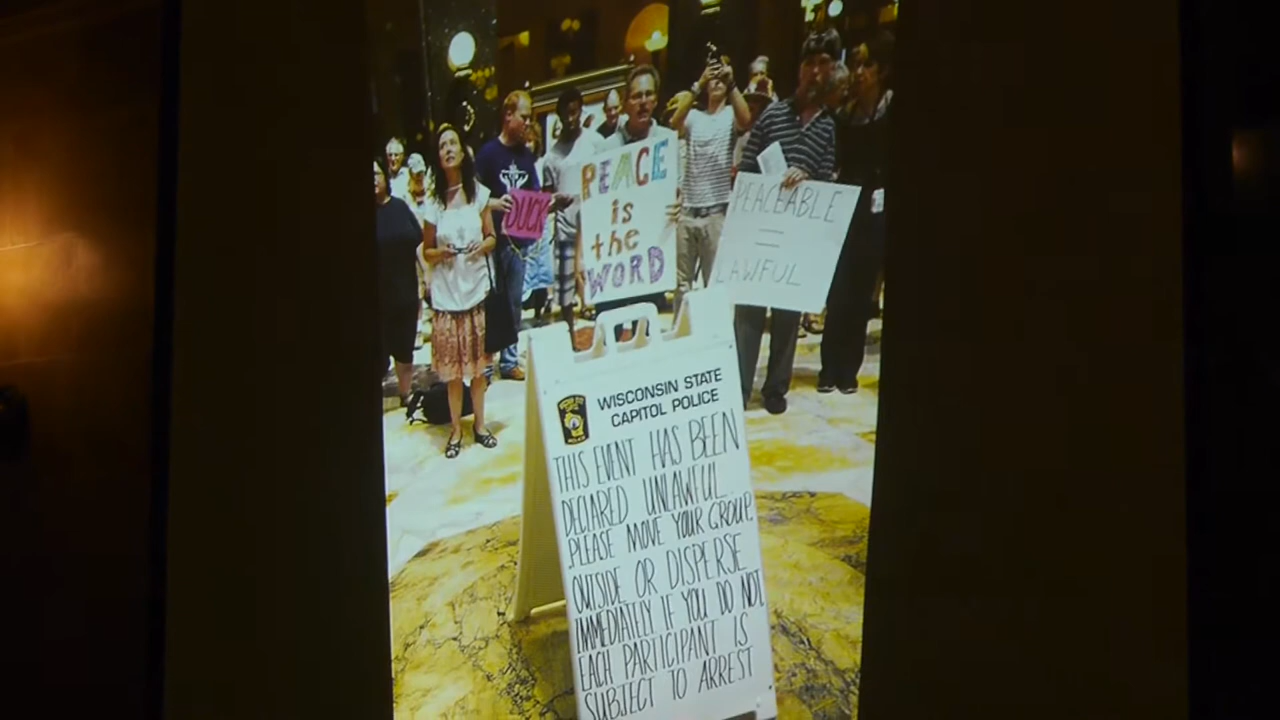 PEACE
is
the
WORD
DUCK
PEACEABLE
=
LAWFUL
WISCONSIN STATE
CAPITOL POLICE
THIS EVENT HAS BEEN
DECLARED UNLAWFUL.
PLEASE MOVE YOUR GROUP
OUTSIDE OR DISPERSE
IMMEDIATELY IF YOU DO NOT
EACH PARTICIPANT IS
SUBJECT TO ARREST